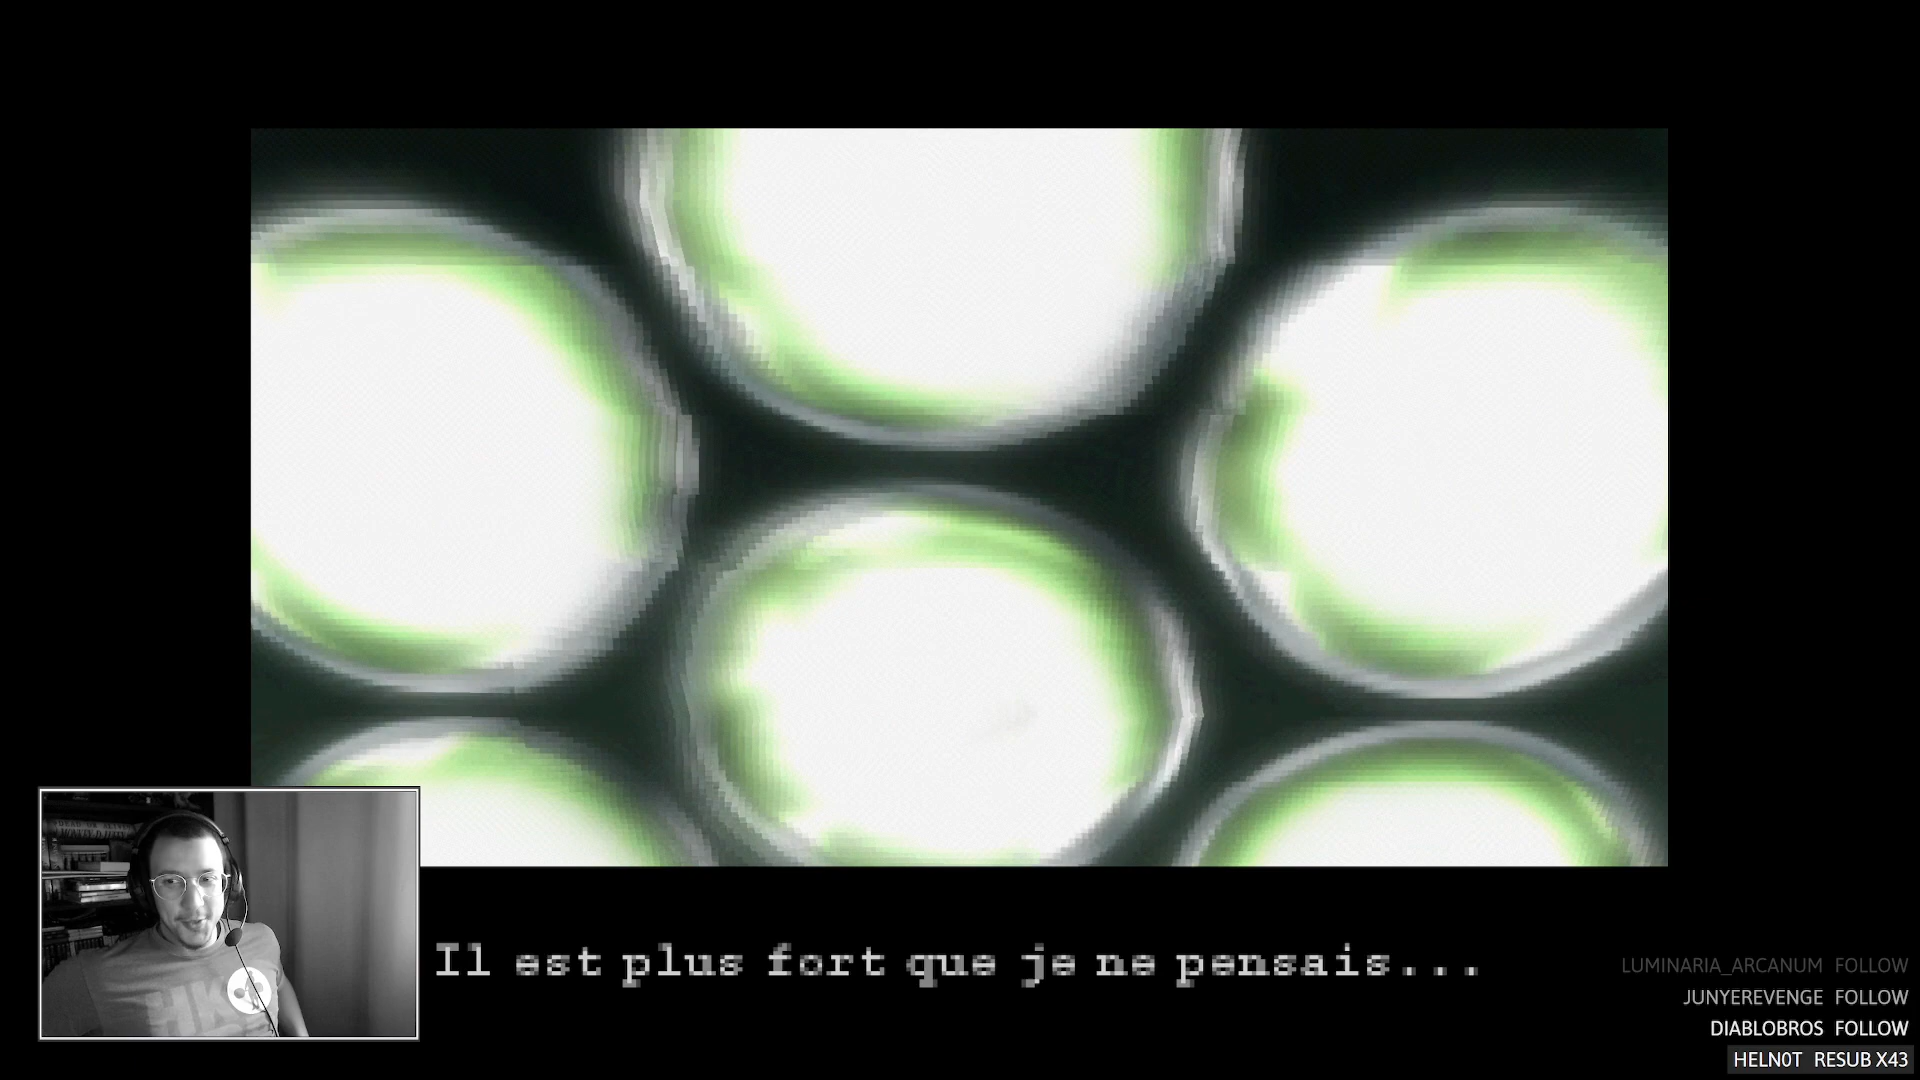 Il est plus fort que je ne pensais...
LUMINARIA_ARCANUM FOLLOW
JUNYEREVENGE FOLLOW
DIABLOBROS FOLLOW
HELN0T RESUB X43